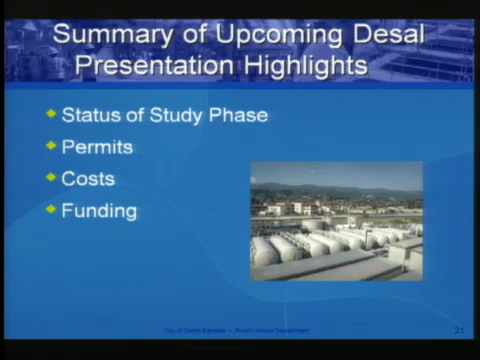 Summary of Upcoming Desal
Presentation Highlights
Status of Study Phase
Permits
Costs
Funding
City of Santa Barbara – Public Works Department
21